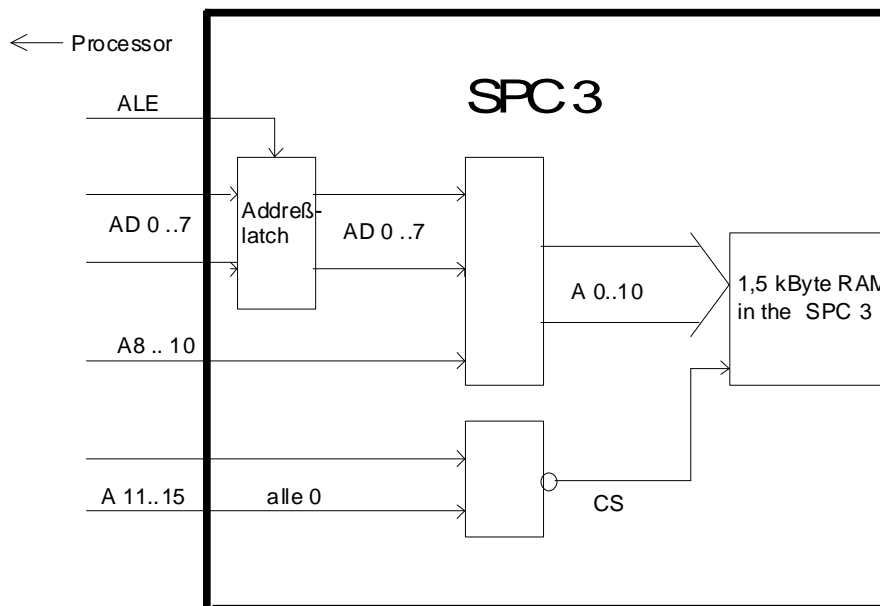 Processor
SPC 3
ALE
Addreß-
latch
AD 0 ..7
AD 0 ..7
1,5 kByte RAM
in the SPC 3
A 0..10
A8 .. 10
A 11..15
alle 0
CS